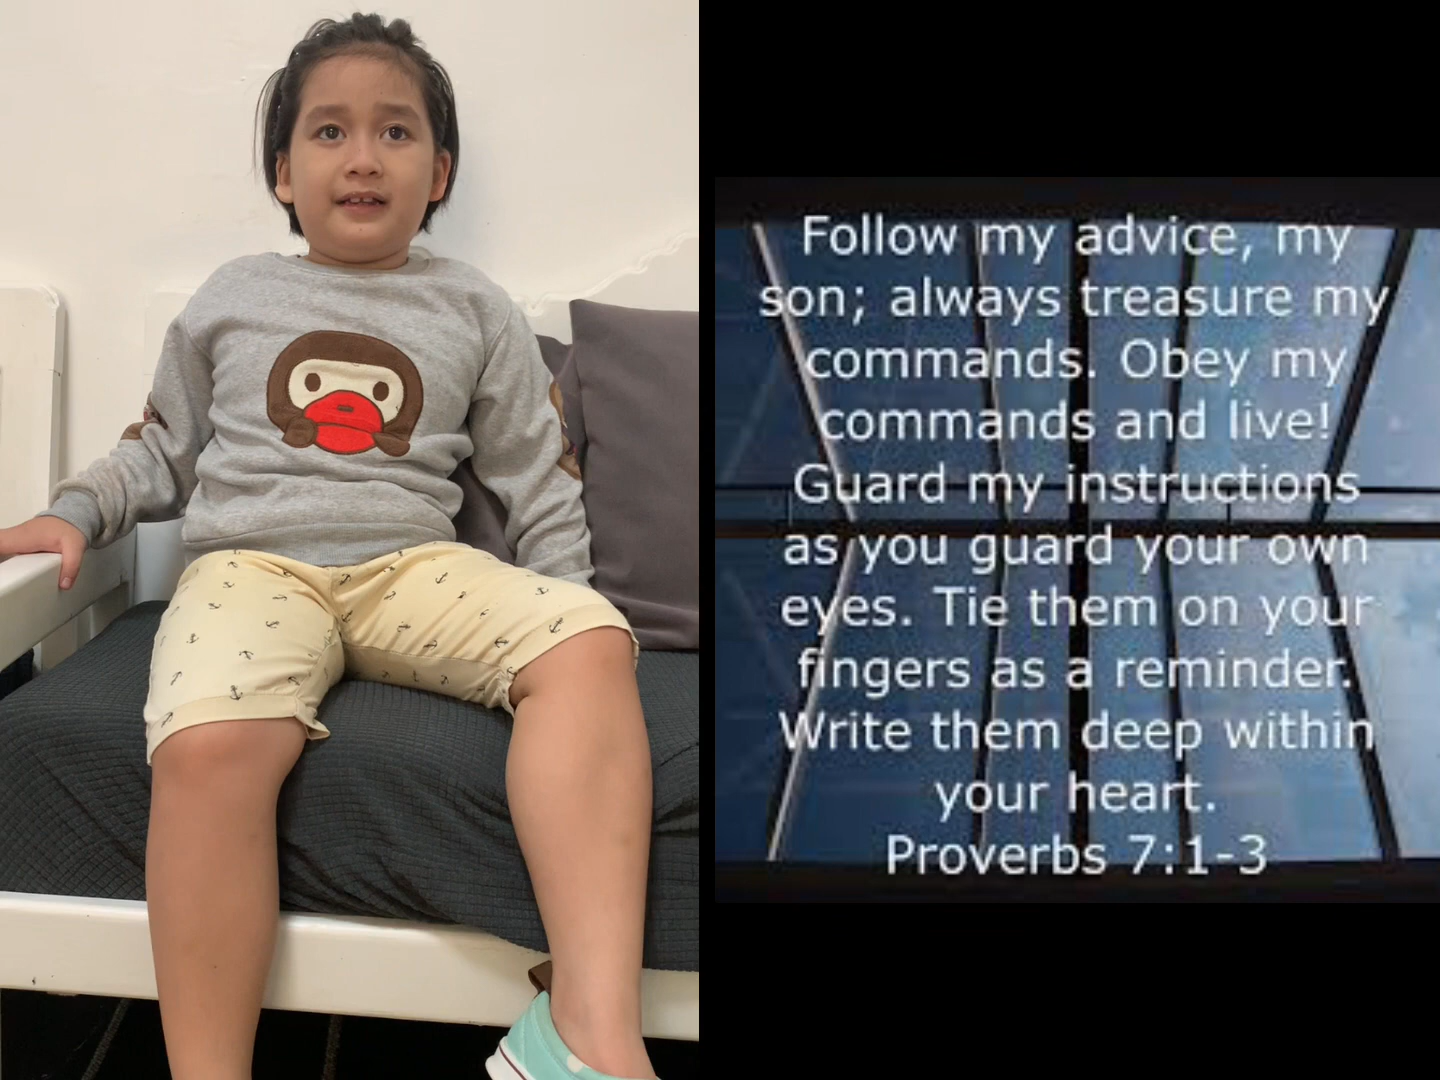 Follow my advice, my
son; always treasure my
commands. Obey my
commands and live!
Guard my instructions
as you guard your own
eyes. Tie them on your
fingers as a reminder.
Write them deep within
your heart.
Proverbs 7:1-3